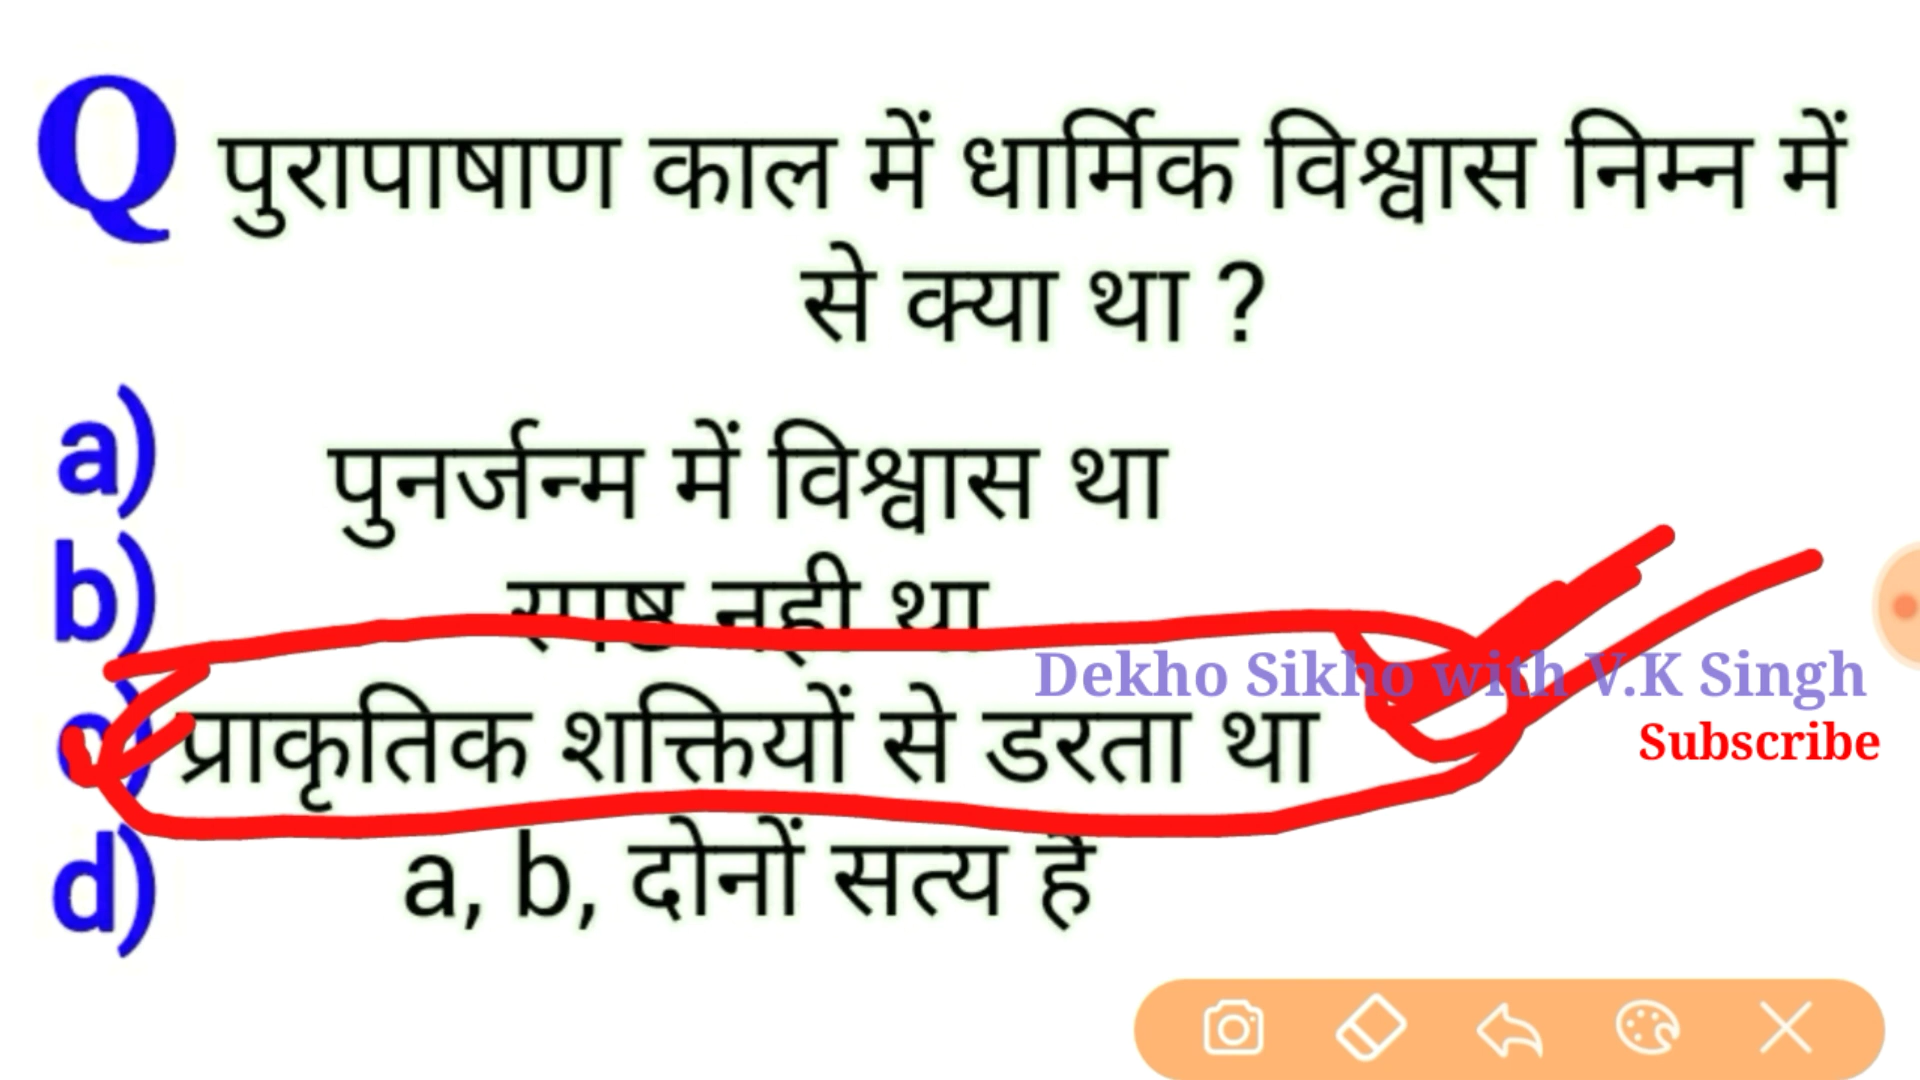 Q पुरापाषाण काल में धार्मिक विश्वास निम्न में
से क्या था ?
a) पुनर्जन्म में विश्वास था
b) स्पष्ट नही था
c) प्राकृतिक शक्तियों से डरता था
d) a, b, दोनों सत्य है
Dekho Sikho with V.K Singh
Subscribe